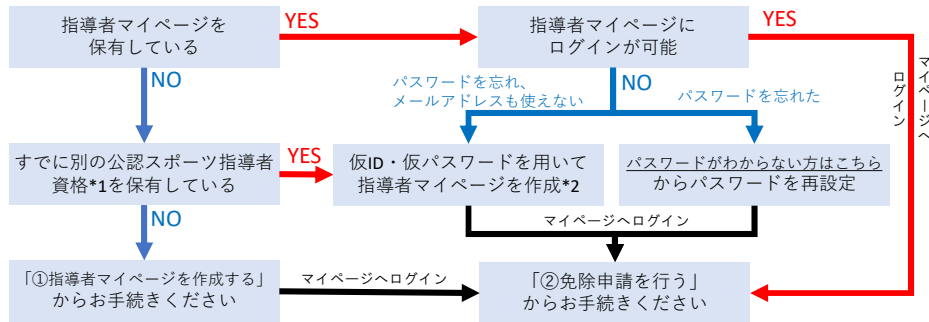 指導者マイページを
保有している
YES
指導者マイページに
ログインが可能
YES
マイページへ
ログイン
NO
パスワードを忘れ、
メールアドレスも使えない
NO
パスワードを忘れた
すでに別の公認スポーツ指導者
資格*1を保有している
YES
仮ID・仮パスワードを用いて
指導者マイページを作成*2
パスワードがわからない方はこちら
からパスワードを再設定
NO
マイページへログイン
「①指導者マイページを作成する」
からお手続きください
マイページへログイン
「②免除申請を行う」
からお手続きください